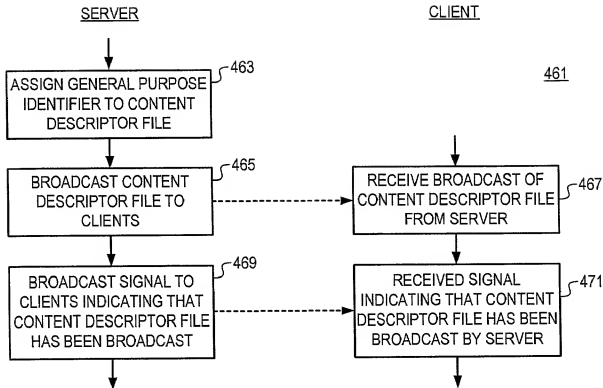 SERVER
CLIENT
461
463
ASSIGN GENERAL PURPOSE
IDENTIFIER TO CONTENT
DESCRIPTOR FILE
465
BROADCAST CONTENT
DESCRIPTOR FILE TO
CLIENTS
467
RECEIVE BROADCAST OF
CONTENT DESCRIPTOR FILE
FROM SERVER
469
BROADCAST SIGNAL TO
CLIENTS INDICATING THAT
CONTENT DESCRIPTOR FILE
HAS BEEN BROADCAST
471
RECEIVED SIGNAL
INDICATING THAT CONTENT
DESCRIPTOR FILE HAS BEEN
BROADCAST BY SERVER